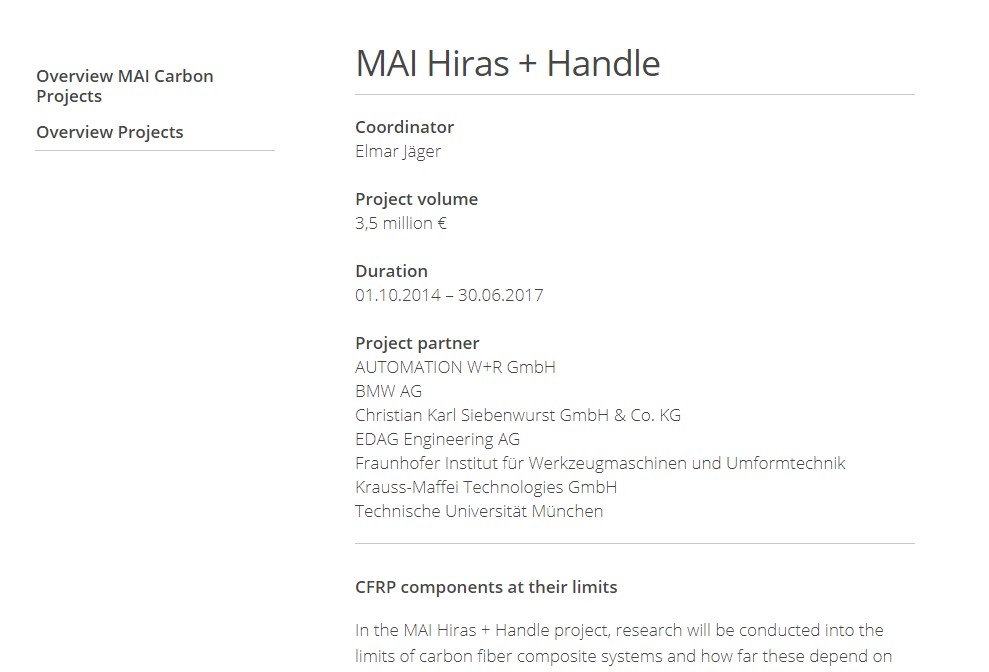 Overview MAI Carbon
Projects
Overview Projects
MAI Hiras + Handle
Coordinator
Elmar Jäger
Project volume
3,5 million €
Duration
01.10.2014 – 30.06.2017
Project partner
AUTOMATION W+R GmbH
BMW AG
Christian Karl Siebenwurst GmbH & Co. KG
EDAG Engineering AG
Fraunhofer Institut für Werkzeugmaschinen und Umformtechnik
Krauss-Maffei Technologies GmbH
Technische Universität München
CFRP components at their limits
In the MAI Hiras + Handle project, research will be conducted into the
limits of carbon fiber composite systems and how far these depend on